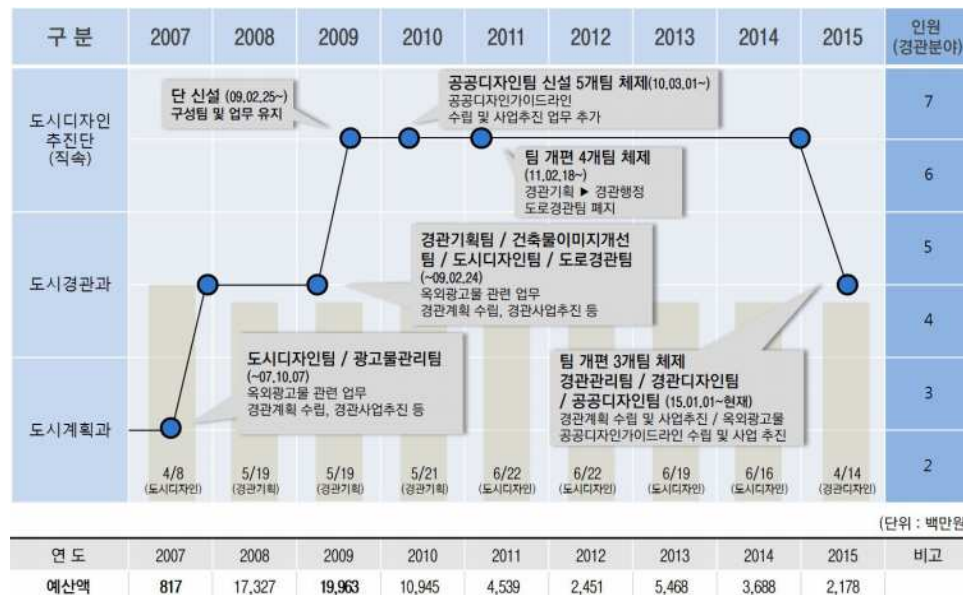 구 분 2007 2008 2009 2010 2011 2012 2013 2014 2015 인원
(경관분야)
도시디자인
추진단
(직속)
도시경관과
도시계획과
단 신설 (09.02.25~)
구성팀 및 업무 유지
공공디자인팀 신설 5개팀 체제(10.03.01~)
공공디자인가이드라인
수립 및 사업추진 업무 추가
팀 개편 4개팀 체제
(11.02.18~)
경관기획 ▶ 경관행정
도로경관팀 폐지
경관기획팀 / 건축물이미지개선
팀 / 도시디자인팀 / 도로경관팀
(~09.02.24)
옥외광고물 관련 업무
경관계획 수립, 경관사업추진 등
도시디자인팀 / 광고물관리팀
(~07.10.07)
옥외광고물 관련 업무
경관계획 수립, 경관사업추진 등
팀 개편 3개팀 체제
경관관리팀 / 경관디자인팀
/ 공공디자인팀 (15.01.01~현재)
경관계획 수립 및 사업추진 / 옥외광고물
공공디자인가이드라인 수립 및 사업 추진
7
6
5
4
3
2
4/8 5/19 5/19 5/21 6/22 6/22 6/19 6/16 4/14
(도시디자인) (경관기획) (경관기획) (경관기획) (도시디자인) (도시디자인) (도시디자인) (도시디자인) (경관디자인)
(단위 : 백만원
연 도 2007 2008 2009 2010 2011 2012 2013 2014 2015 비고
예산액 817 17,327 19,963 10,945 4,539 2,451 5,468 3,688 2,178